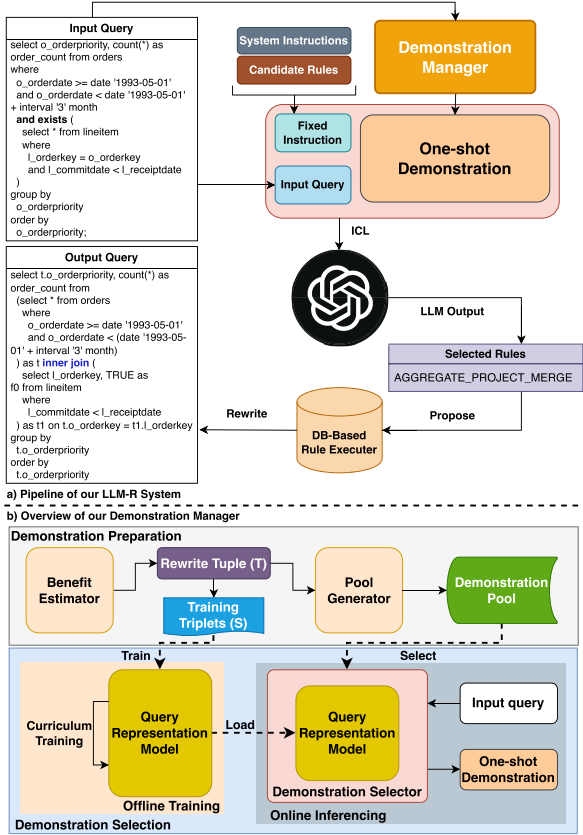 Input Query
select o_orderpriority, count(*) as
order_count from orders
where
o_orderdate >= date '1993-05-01'
and o_orderdate < date '1993-05-01'
+ interval '3' month
and exists (
select * from lineitem
where
l_orderkey = o_orderkey
and l_commitdate < l_receiptdate
)
group by
o_orderpriority
order by
o_orderpriority;
System Instructions
Candidate Rules
Demonstration
Manager
Fixed
Instruction
Input Query
One-shot
Demonstration
ICL
LLM Output
Selected Rules
AGGREGATE_PROJECT_MERGE
Propose
DB-Based
Rule Executer
Rewrite
Output Query
select t.o_orderpriority, count(*) as
order_count from
(select * from orders
where
o_orderdate >= date '1993-05-01'
and o_orderdate < (date '1993-05-
01' + interval '3' month)
) as t inner join (
select l_orderkey, TRUE as
f0 from lineitem
where
l_commitdate < l_receiptdate
) as t1 on t.o_orderkey = t1.l_orderkey
group by
t.o_orderpriority
order by
t.o_orderpriority
a) Pipeline of our LLM-R System
b) Overview of our Demonstration Manager
Demonstration Preparation
Benefit
Estimator
Rewrite Tuple (T)
Training
Triplets (S)
Pool
Generator
Demonstration
Pool
Train
Select
Curriculum
Training
Query
Representation
Model
Offline Training
Load
Query
Representation
Model
Demonstration Selector
Input query
One-shot
Demonstration
Online Inferencing
Demonstration Selection